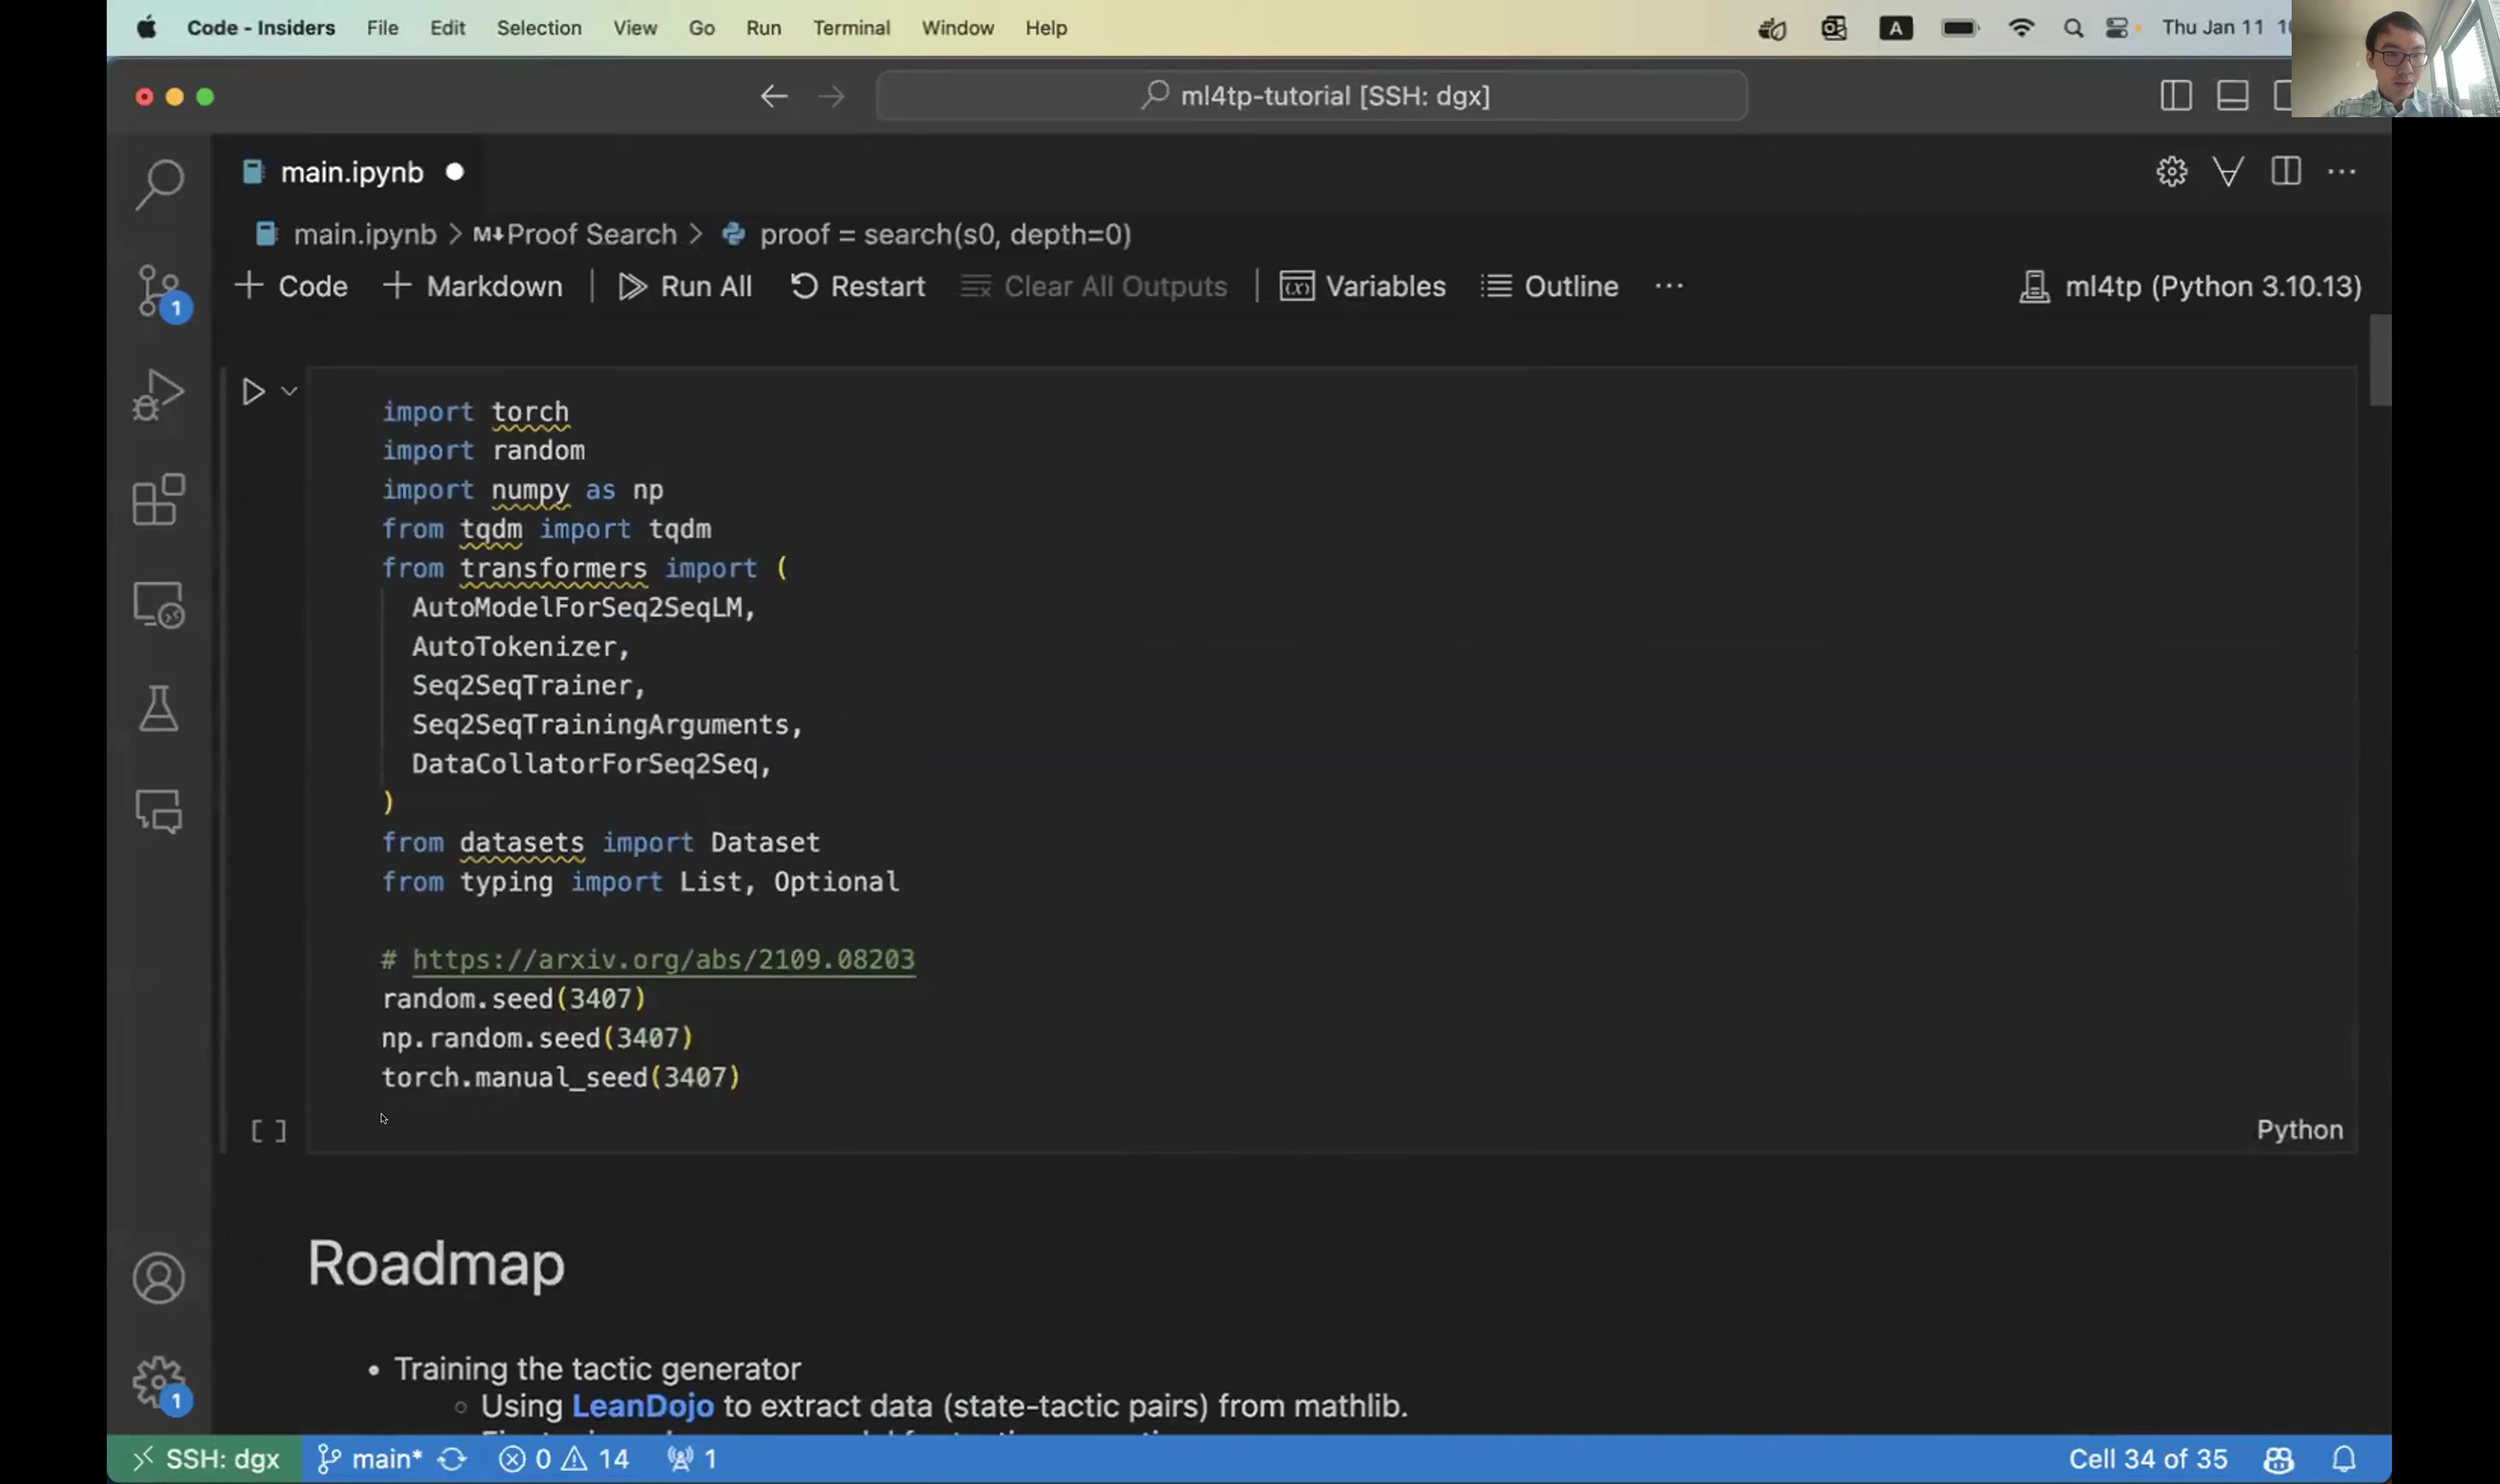 Code - Insiders File Edit Selection View Go Run Terminal Window Help A Thu Jan 11
ml4tp-tutorial [SSH: dgx]
main.ipynb
main.ipynb > M↓Proof Search > proof = search(s0, depth=0)
+ Code + Markdown | Run All Restart Clear All Outputs | Variables Outline ... ml4tp (Python 3.10.13)
1
import torch
import random
import numpy as np
from tqdm import tqdm
from transformers import (
AutoModelForSeq2SeqLM,
AutoTokenizer,
Seq2SeqTrainer,
Seq2SeqTrainingArguments,
DataCollatorForSeq2Seq,
)
from datasets import Dataset
from typing import List, Optional
# https://arxiv.org/abs/2109.08203
random.seed(3407)
np.random.seed(3407)
torch.manual_seed(3407)
[ ]
Python
Roadmap
• Training the tactic generator
○ Using LeanDojo to extract data (state-tactic pairs) from mathlib.
1
SSH: dgx main* 0 14 1 Cell 34 of 35